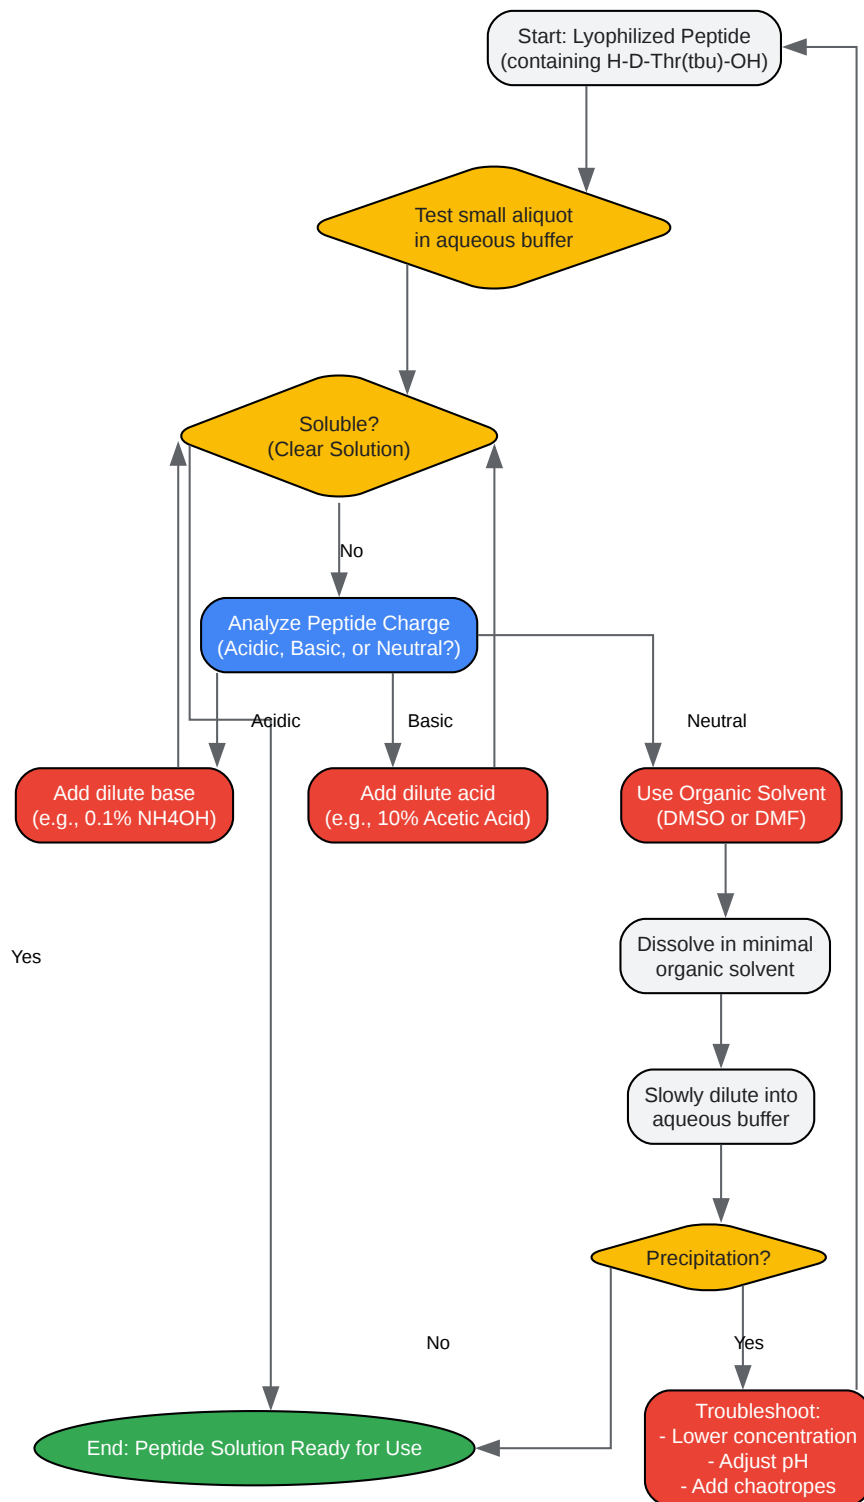 Start: Lyophilized Peptide
(containing H-D-Thr(tbu)-OH)
Test small aliquot
in aqueous buffer
Soluble?
(Clear Solution)
No
Analyze Peptide Charge
(Acidic, Basic, or Neutral?)
Acidic
Basic
Neutral
Add dilute base
(e.g., 0.1% NH4OH)
Add dilute acid
(e.g., 10% Acetic Acid)
Use Organic Solvent
(DMSO or DMF)
Dissolve in minimal
organic solvent
Yes
Slowly dilute into
aqueous buffer
Precipitation?
No
Yes
End: Peptide Solution Ready for Use
Troubleshoot:
- Lower concentration
- Adjust pH
- Add chaotropes